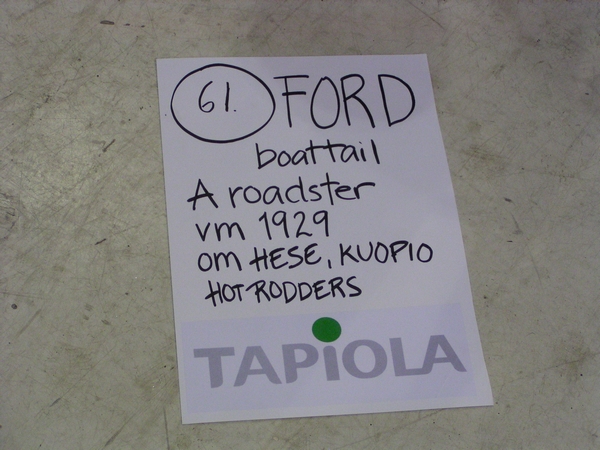 61. FORD
boattail
A roadster
vm 1929
om HESE, KUOPIO
HOT RODDERS
TAPiOLA